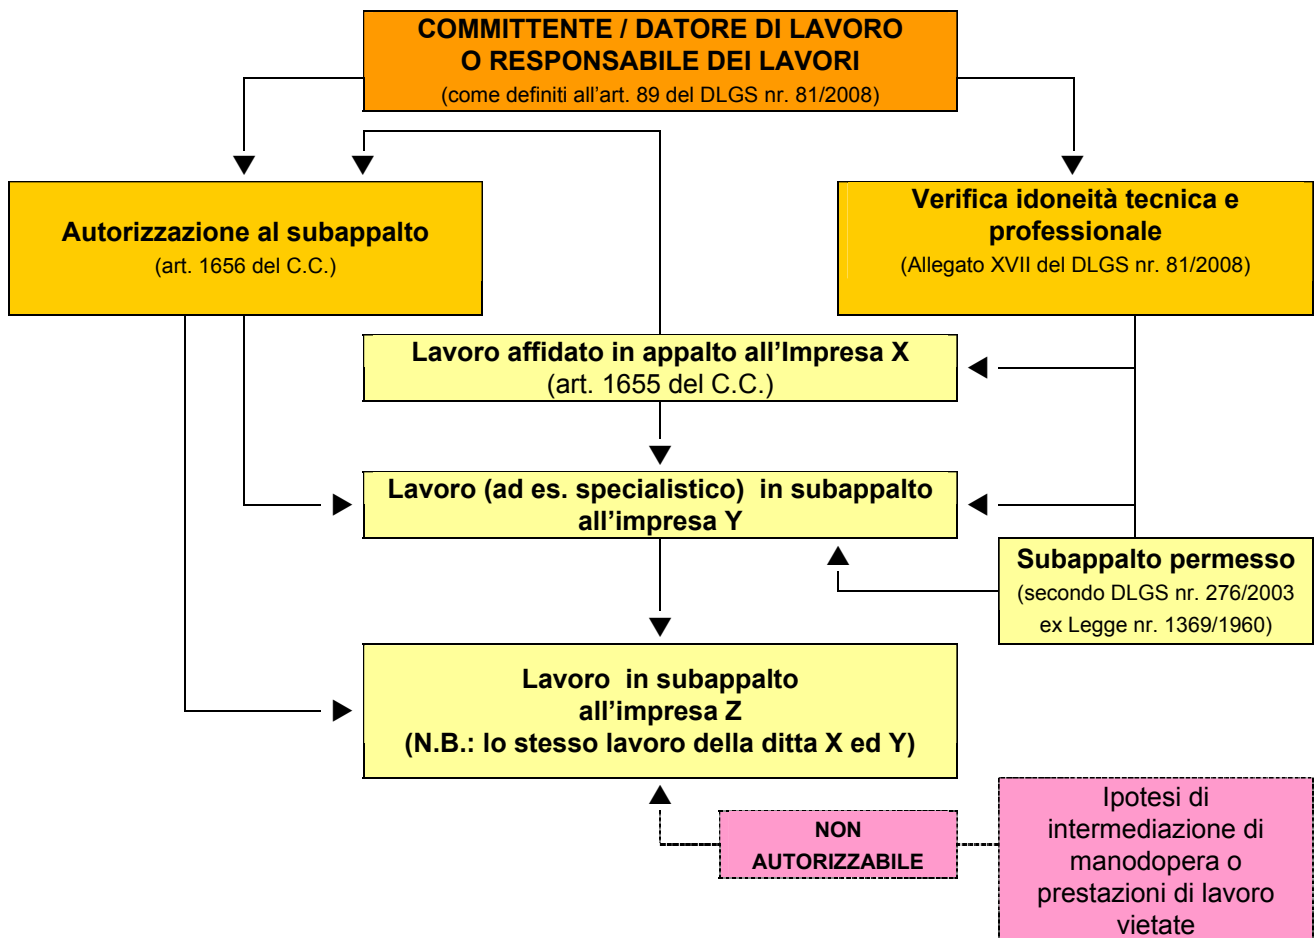 COMMITTENTE / DATORE DI LAVORO
O RESPONSABILE DEI LAVORI
(come definiti all'art. 89 del DLGS nr. 81/2008)
Autorizzazione al subappalto
(art. 1656 del C.C.)
Verifica idoneità tecnica e
professionale
(Allegato XVII del DLGS nr. 81/2008)
Lavoro affidato in appalto all'Impresa X
(art. 1655 del C.C.)
Lavoro (ad es. specialistico) in subappalto
all'impresa Y
Subappalto permesso
(secondo DLGS nr. 276/2003
ex Legge nr. 1369/1960)
Lavoro in subappalto
all'impresa Z
(N.B.: lo stesso lavoro della ditta X ed Y)
NON
AUTORIZZABILE
Ipotesi di
intermediazione di
manodopera o
prestazioni di lavoro
vietate